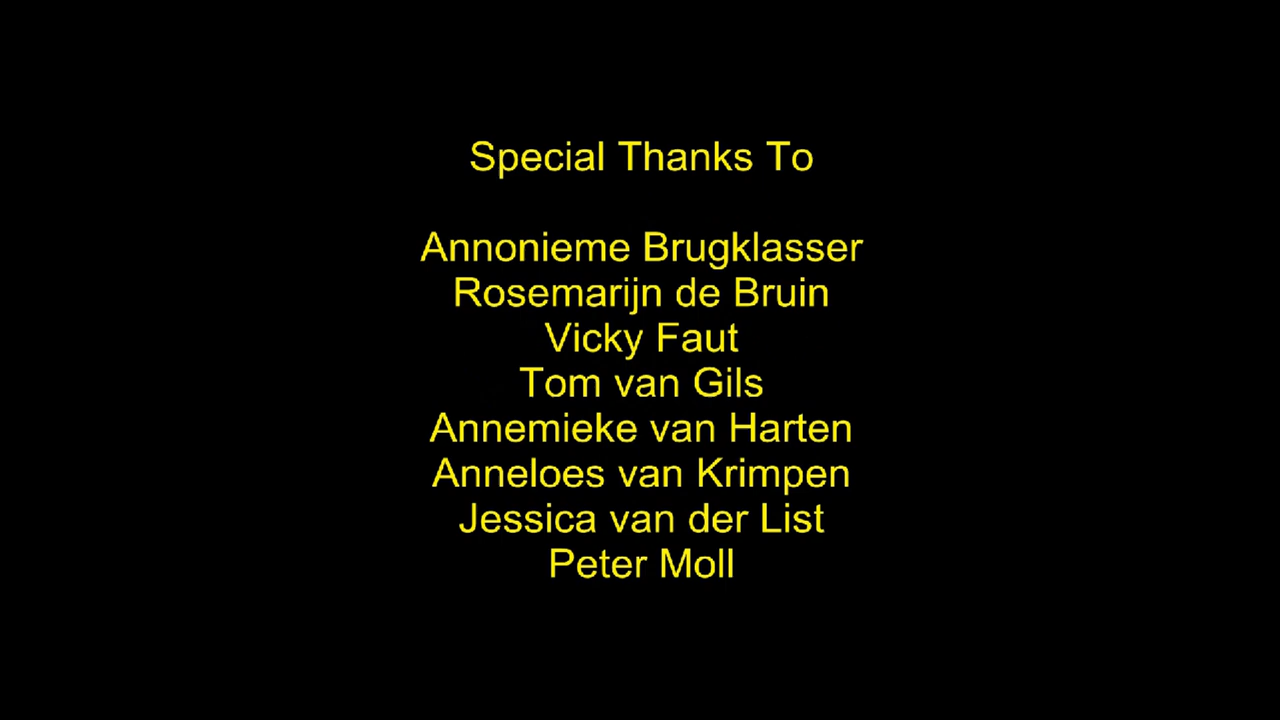 Special Thanks To
Annonieme Brugklasser
Rosemarijn de Bruin
Vicky Faut
Tom van Gils
Annemieke van Harten
Anneloes van Krimpen
Jessica van der List
Peter Moll